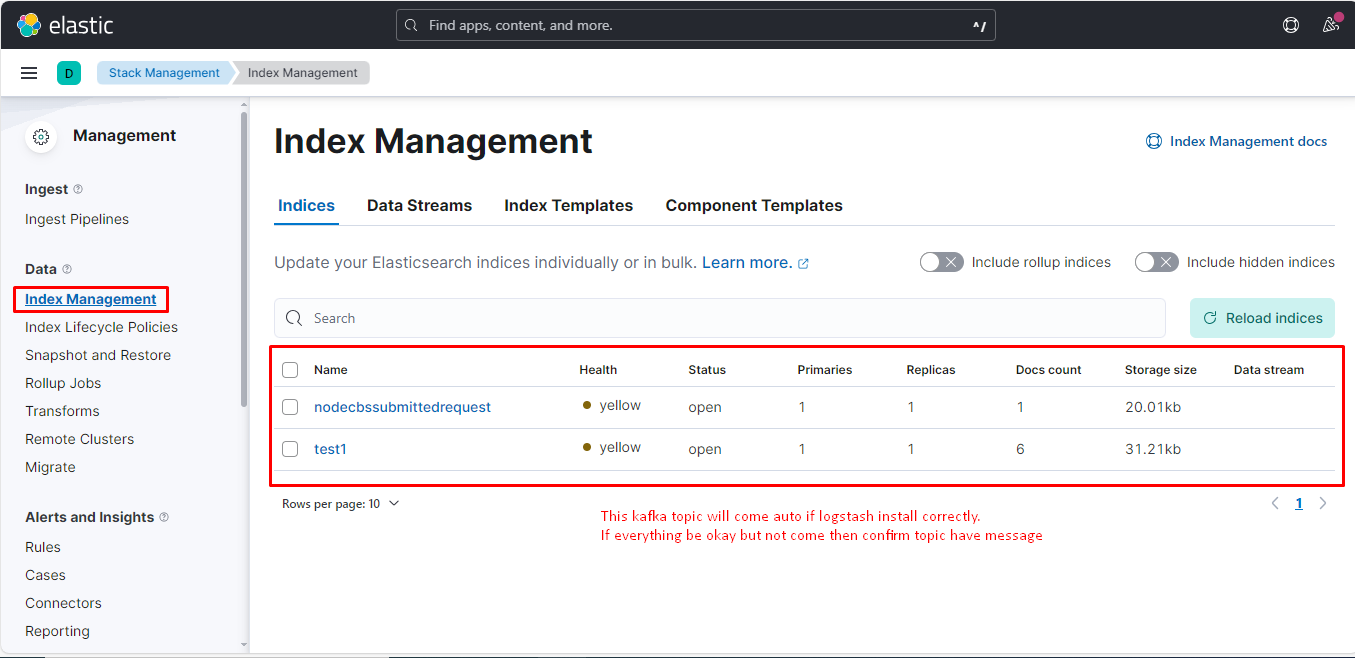 elastic
Find apps, content, and more.
^/
D
Stack Management
Index Management
Management
Ingest
Ingest Pipelines
Data
Index Management
Index Lifecycle Policies
Snapshot and Restore
Rollup Jobs
Transforms
Remote Clusters
Migrate
Alerts and Insights
Rules
Cases
Connectors
Reporting
Index Management
Index Management docs
Indices Data Streams Index Templates Component Templates
Update your Elasticsearch indices individually or in bulk. Learn more.
Include rollup indices
Include hidden indices
Search
Reload indices
Name Health Status Primaries Replicas Docs count Storage size Data stream
nodecbssubmittedrequest yellow open 1 1 1 20.01kb
test1 yellow open 1 1 6 31.21kb
Rows per page: 10
1
This kafka topic will come auto if logstash install correctly.
If everything be okay but not come then confirm topic have message